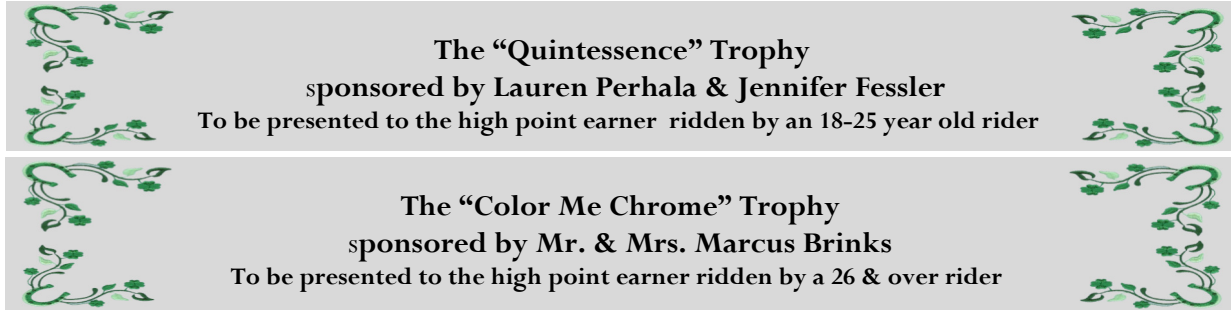 The “Quintessence” Trophy
sponsored by Lauren Perhala & Jennifer Fessler
To be presented to the high point earner ridden by an 18-25 year old rider
The “Color Me Chrome” Trophy
sponsored by Mr. & Mrs. Marcus Brinks
To be presented to the high point earner ridden by a 26 & over rider